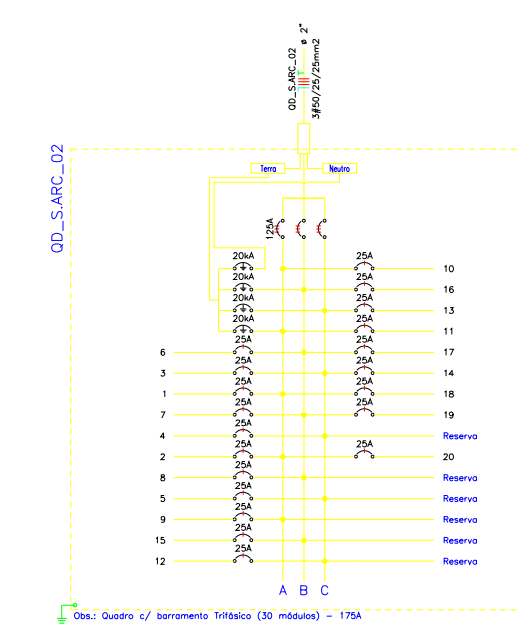 ø 2"
QD_S.ARC_02
3#50/25/25mm2
QD_S.ARC_02
Terra Neutro
125A
20kA 25A 10
20kA 25A 16
20kA 25A 13
20kA 25A 11
6 25A 25A 17
3 25A 25A 14
1 25A 25A 18
7 25A 25A 19
4 25A Reserva
2 25A 25A 20
8 25A Reserva
5 25A Reserva
9 25A Reserva
15 25A Reserva
12 25A Reserva
A B C
Obs.: Quadro c/ barramento Trifásico (30 módulos) - 175A